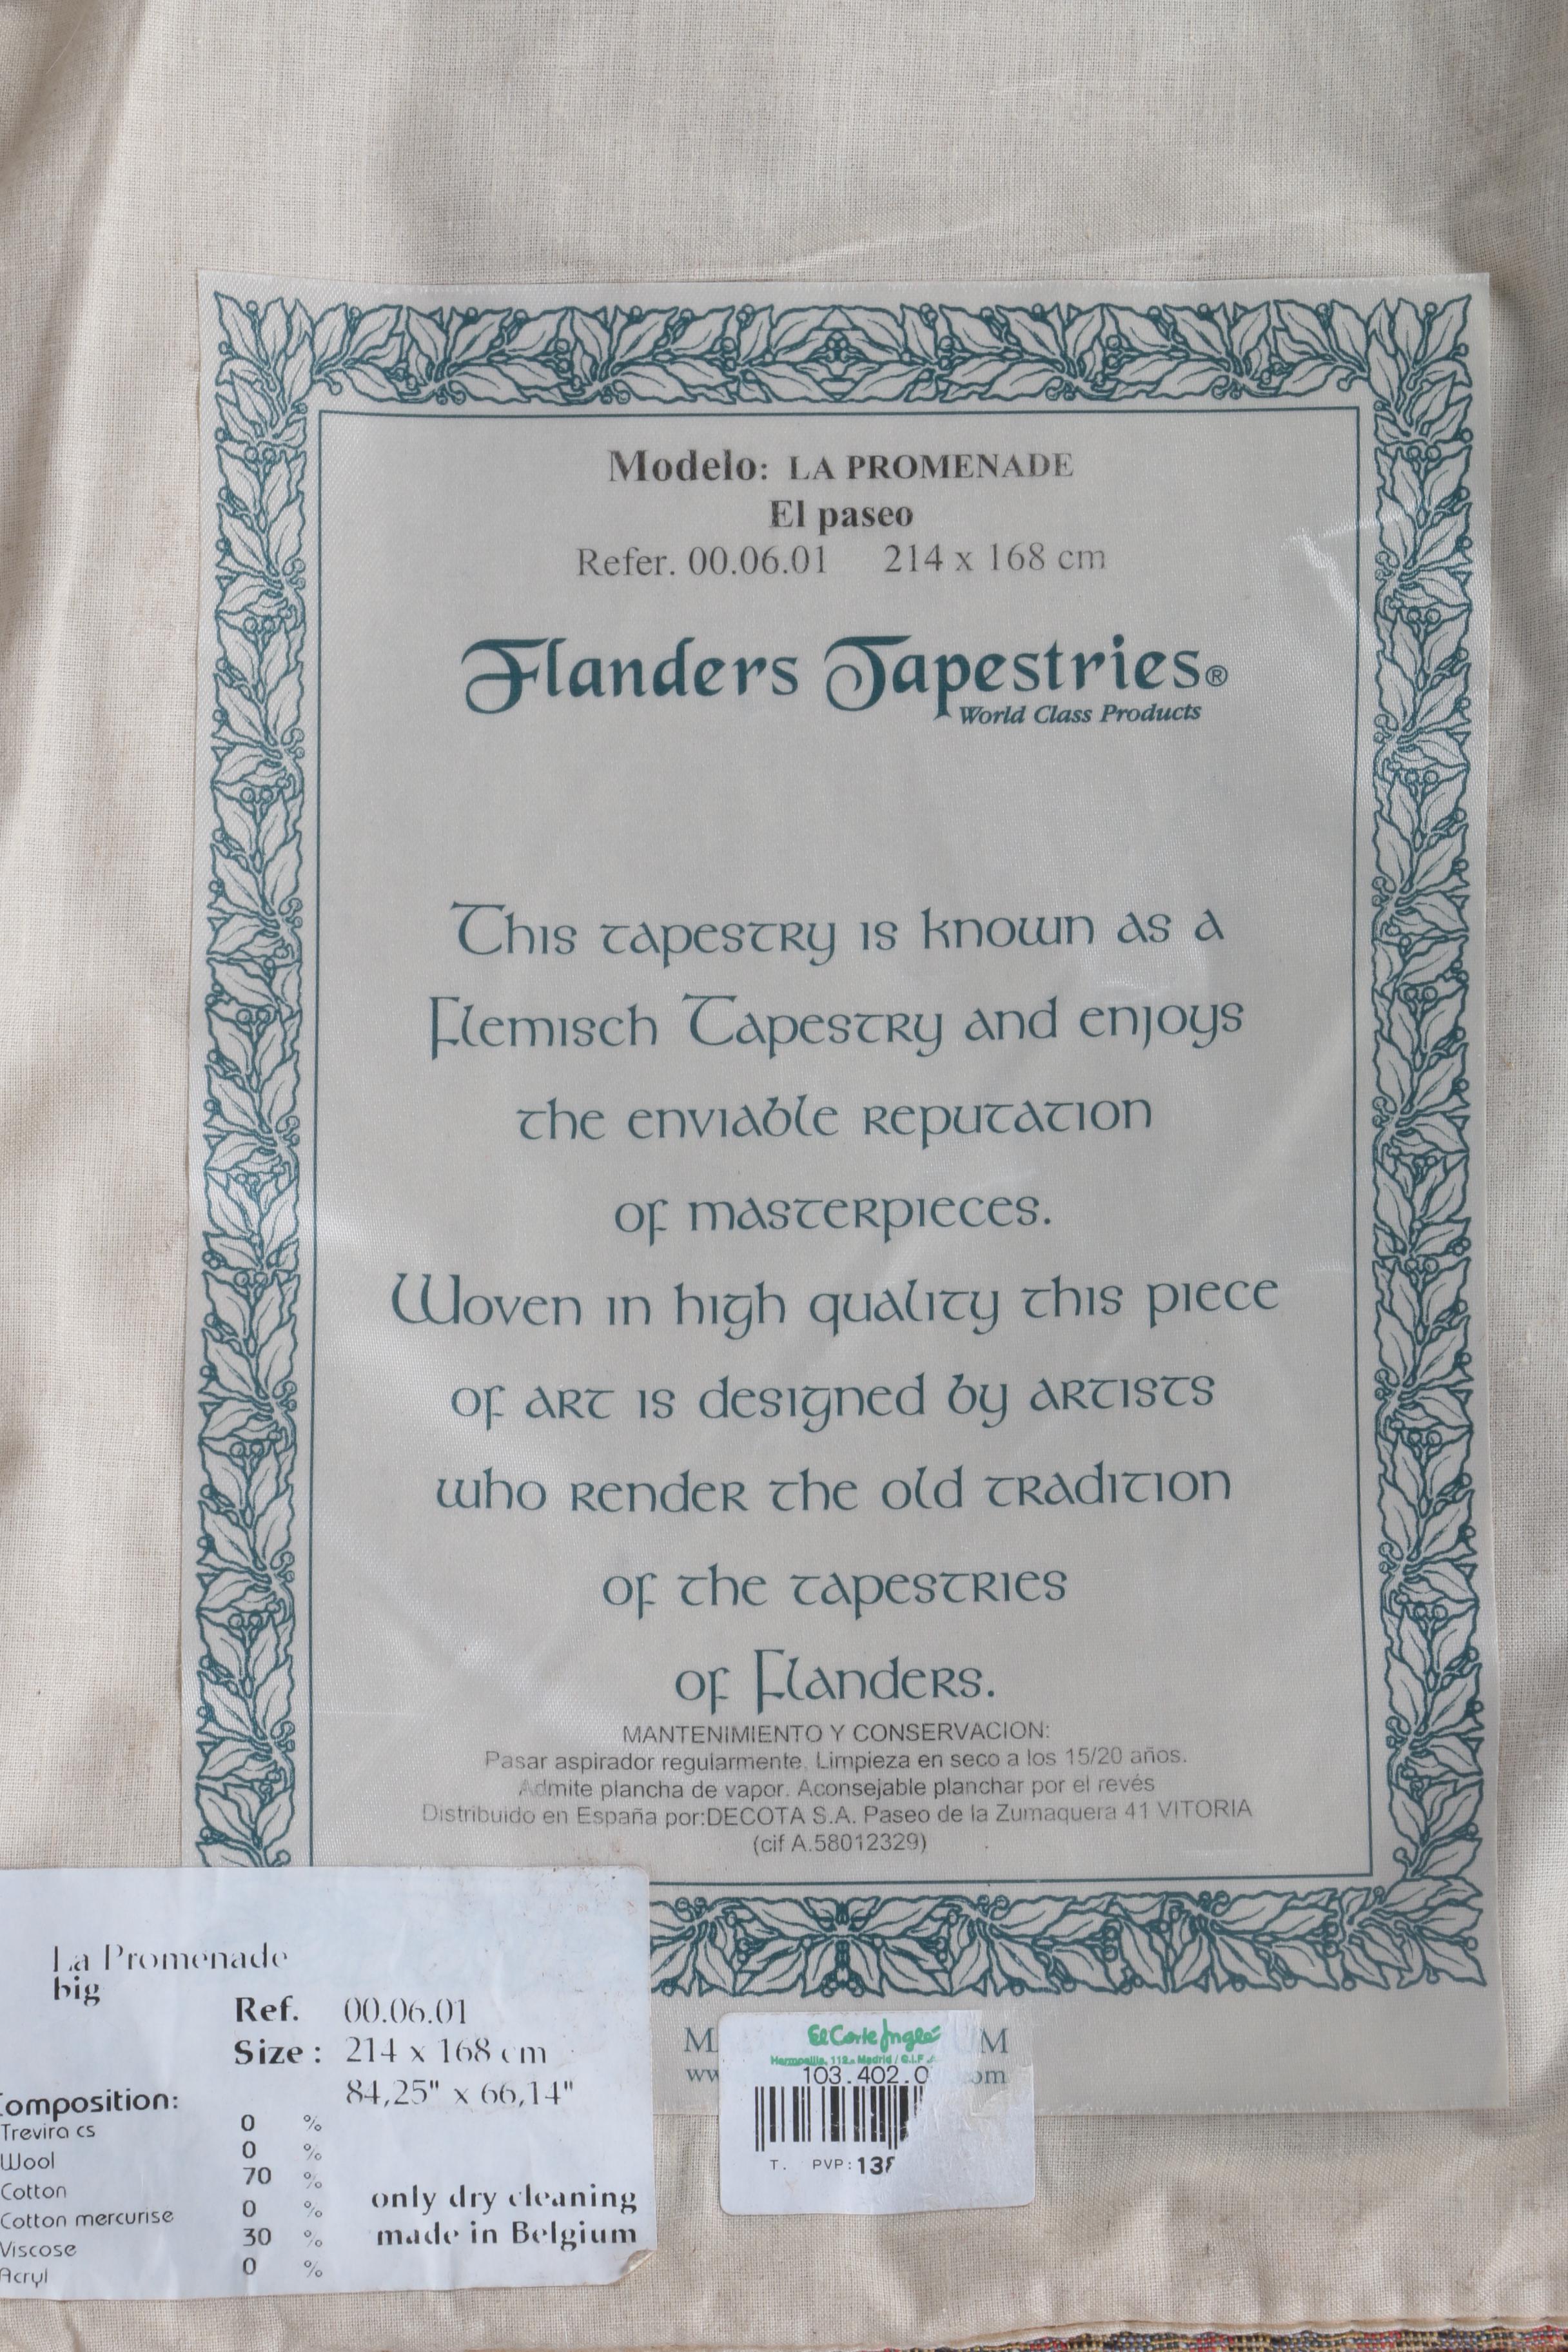 Modelo: LA PROMENADE
El paseo
Refer. 00.06.01 214 x 168 cm
Flanders Tapestries®
World Class Products
This tapestry is known as a
Flemisch Tapestry and enjoys
the enviable reputation
of masterpieces.
Woven in high quality this piece
of art is designed by artists
who render the old tradition
of the tapestries
of Flanders.
MANTENIMIENTO Y CONSERVACION:
Pasar aspirador regularmente. Limpieza en seco a los 15/20 años.
Admite plancha de vapor. Aconsejable planchar por el revés
Distribuido en España por:DECOTA S.A. Paseo de la Zumaquera 41 VITORIA
(cif A.58012329)
La Promenade
big
Ref. 00.06.01
Size : 214 x 168 cm
84,25" x 66,14"
Composition:
Trevira cs 0 %
Wool 0 %
Cotton 70 %
Cotton mercurise 0 %
Viscose 30 %
Acryl 0 %
only dry cleaning
made in Belgium
El Corte Inglés
Hermosilla, 112.- Madrid / C.I.F.
103.402.0
T. PVP: